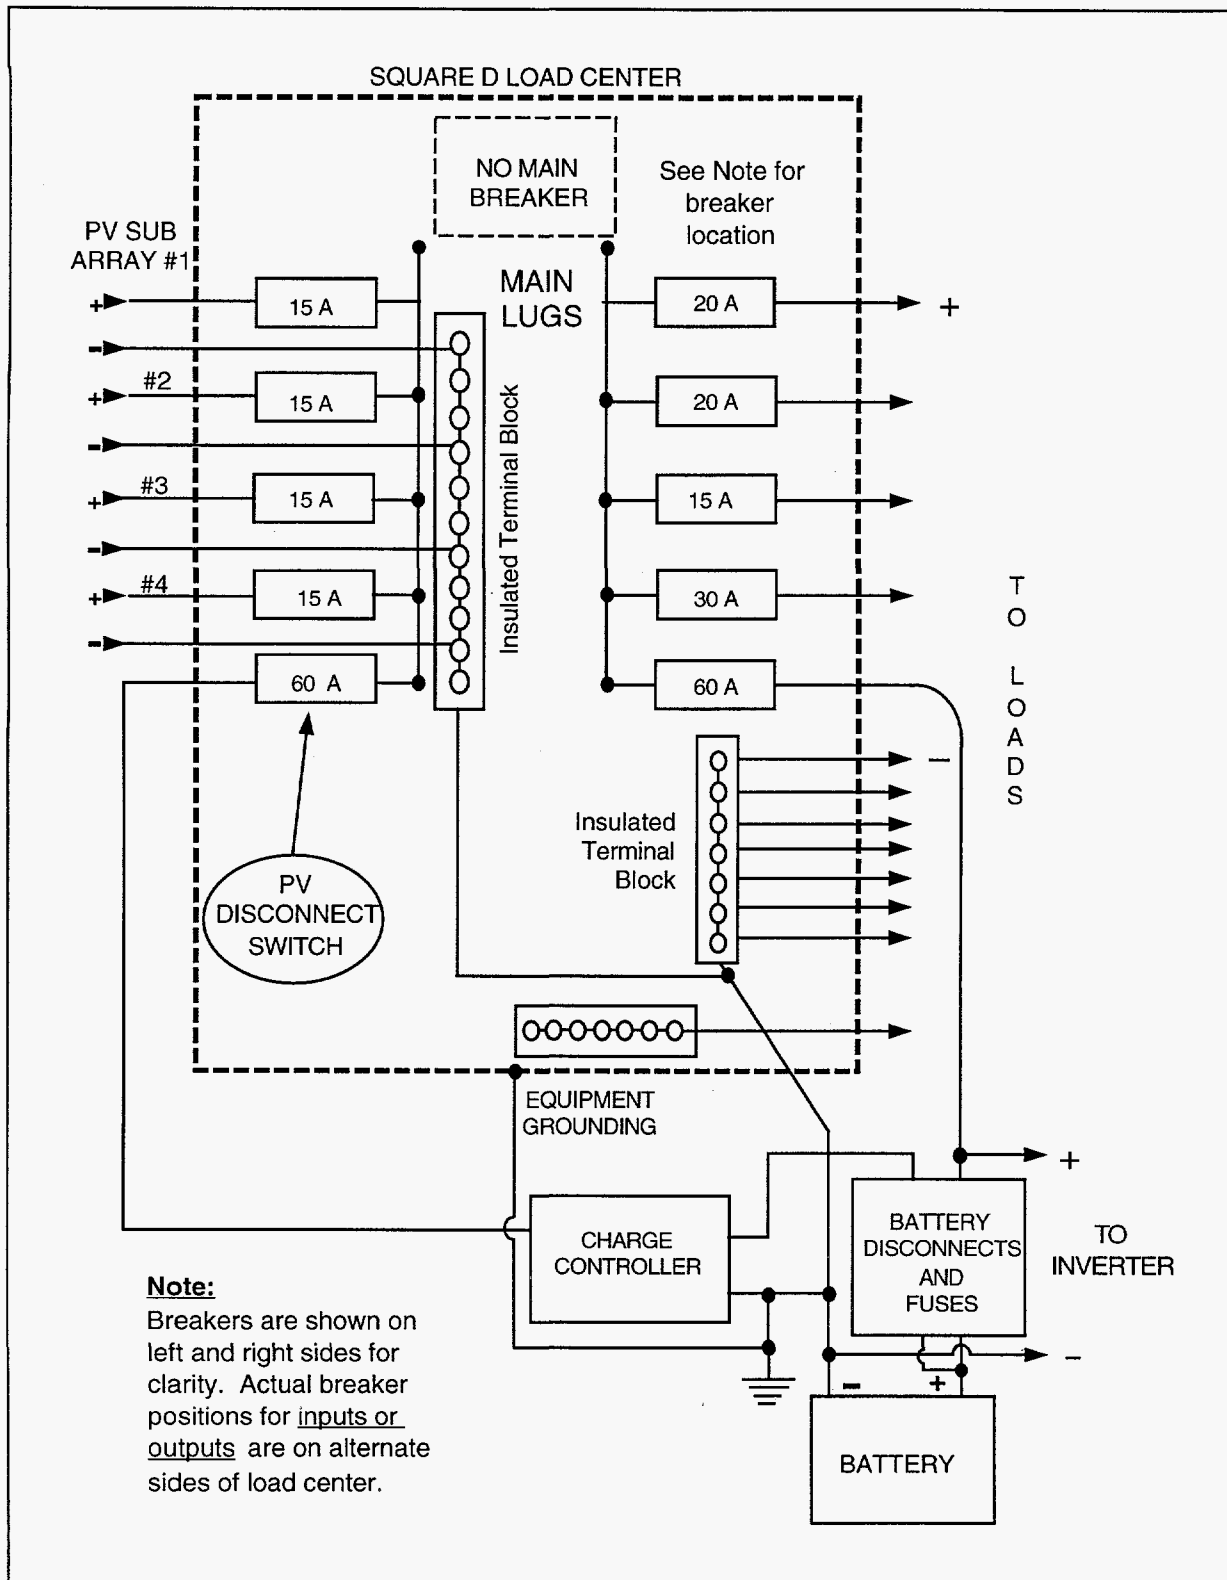 SQUARE D LOAD CENTER
NO MAIN
BREAKER
See Note for
breaker
location
PV SUB
ARRAY #1
MAIN
LUGS
+
15 A
20 A
+
-
#2
+
15 A
20 A
-
#3
+
15 A
15 A
-
#4
+
15 A
30 A
-
60 A
60 A
Insulated Terminal Block
TO LOADS
-
Insulated
Terminal
Block
PV
DISCONNECT
SWITCH
EQUIPMENT
GROUNDING
+
CHARGE
CONTROLLER
BATTERY
DISCONNECTS
AND
FUSES
TO
INVERTER
-
-
+
BATTERY
Note:
Breakers are shown on
left and right sides for
clarity. Actual breaker
positions for inputs or
outputs are on alternate
sides of load center.